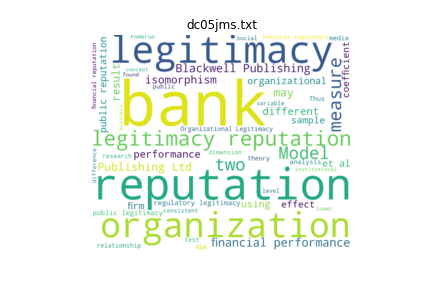 dc05jms.txt
Fombrun
social
financial regulatory
media
legitimacy
Blackwell Publishing
isomorphism
organizational
coefficient
financial reputation
public reputation
result
concept
found
public
may
measure
bank
different
variable
Thus
sample
business
Organizational Legitimacy
legitimacy reputation
difference
research
performance
two
Model
theory
analysis
et al
Publishing Ltd
dimension
institutional
reputation
level
firm
regulatory legitimacy
using
effect
public legitimacy
consistent
lower
organization
relationship
test
ROA
financial performance